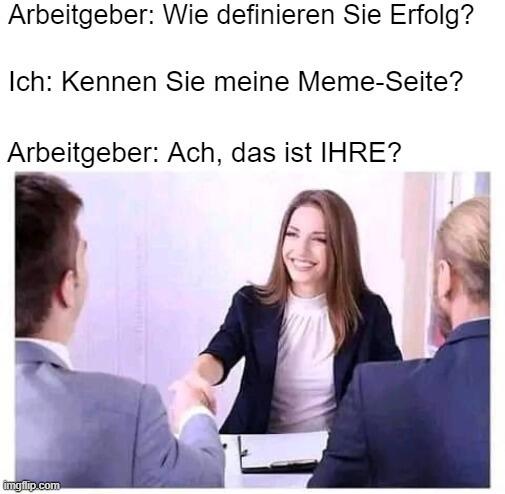 Arbeitgeber: Wie definieren Sie Erfolg?
Ich: Kennen Sie meine Meme-Seite?
Arbeitgeber: Ach, das ist IHRE?
imgflip.com